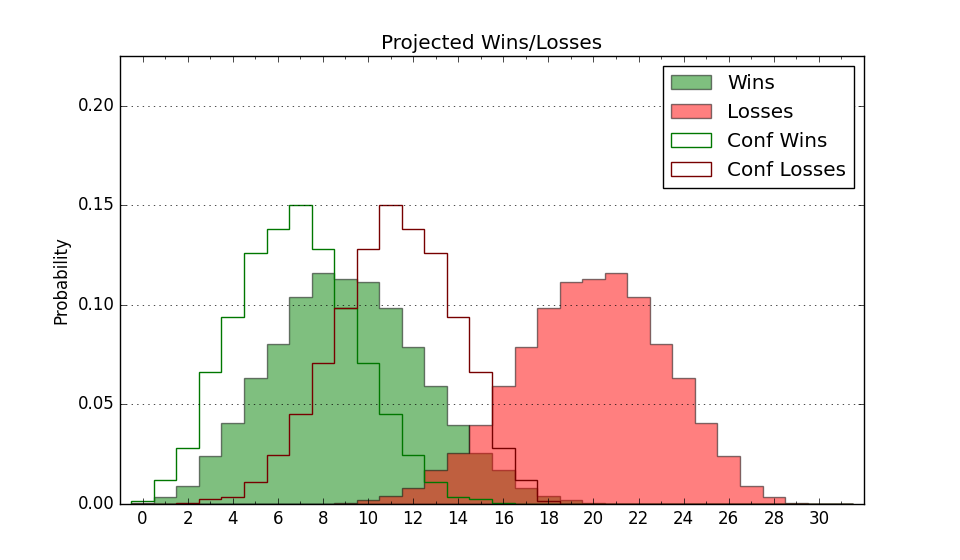 Projected Wins/Losses
Wins
Losses
Conf Wins
Conf Losses
Probability
0.20
0.15
0.10
0.05
0.00
0 2 4 6 8 10 12 14 16 18 20 22 24 26 28 30